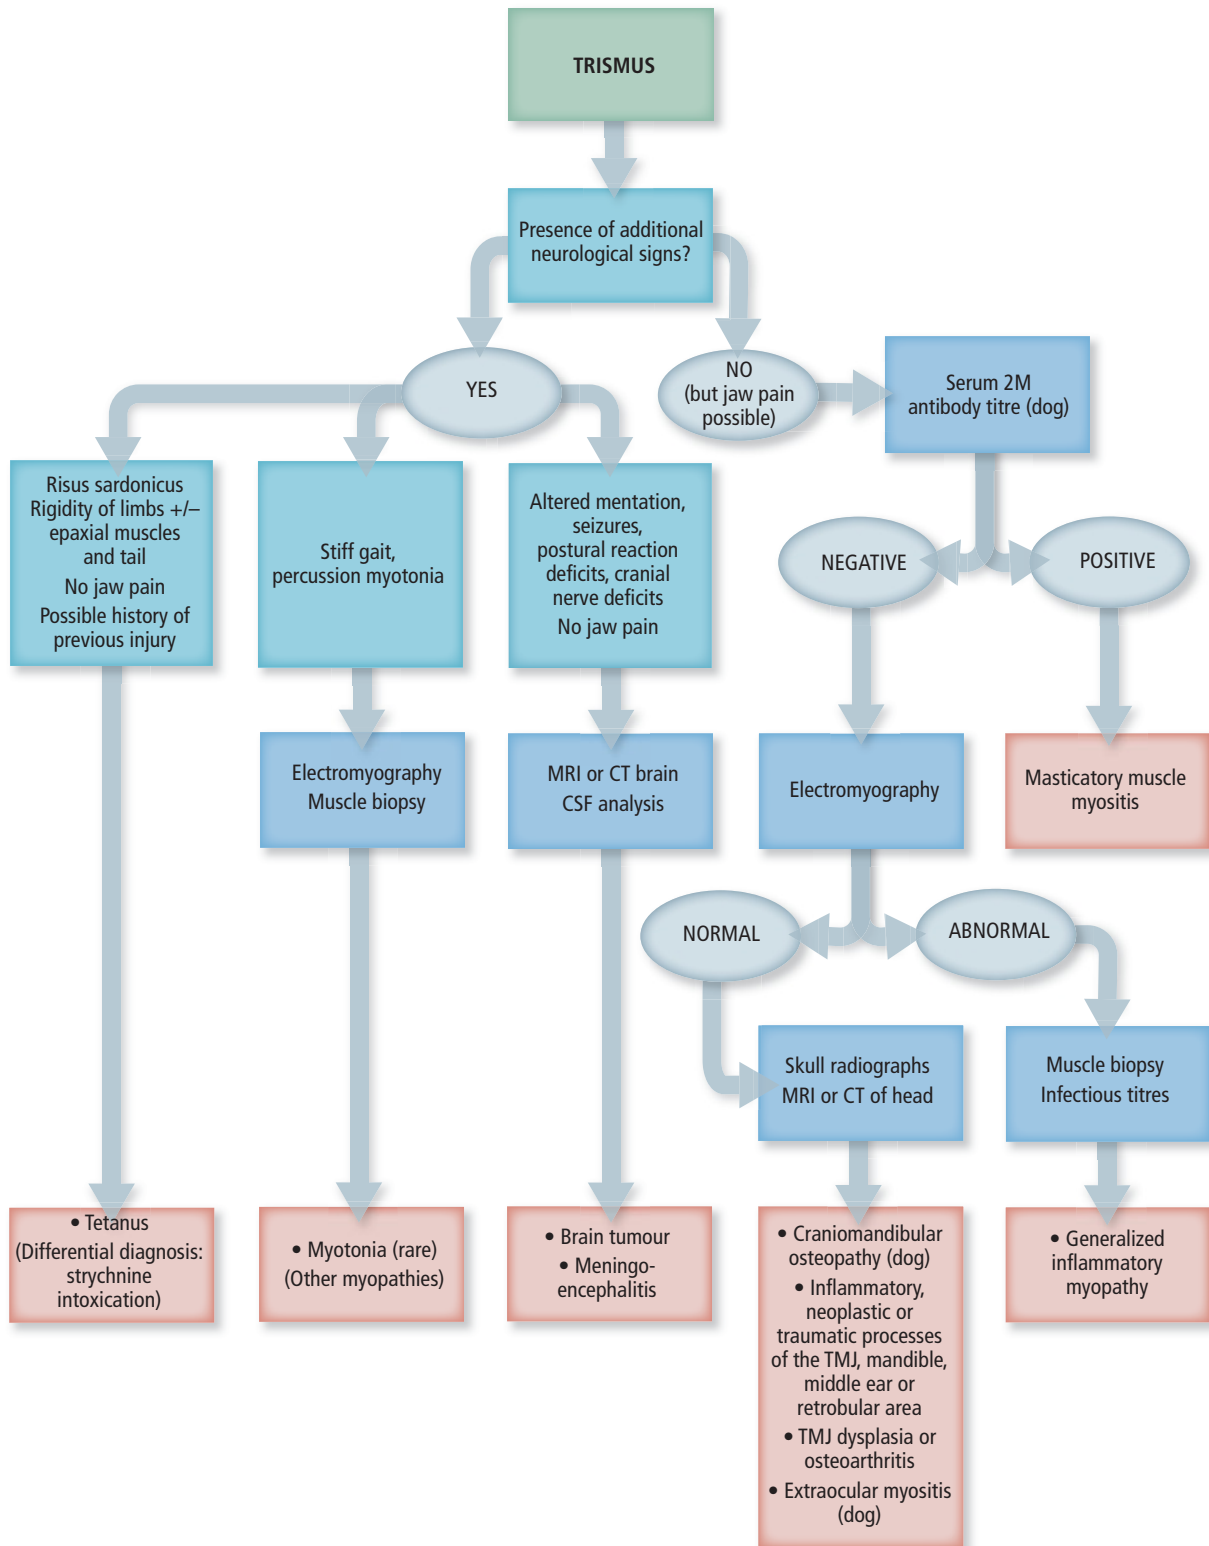 TRISMUS
Presence of additional
neurological signs?
YES
NO
(but jaw pain
possible)
Serum 2M
antibody titre (dog)
Risus sardonicus
Rigidity of limbs +/–
epaxial muscles
and tail
No jaw pain
Possible history of
previous injury
Stiff gait,
percussion myotonia
Altered mentation,
seizures,
postural reaction
deficits, cranial
nerve deficits
No jaw pain
NEGATIVE
POSITIVE
Electromyography
Muscle biopsy
MRI or CT brain
CSF analysis
Electromyography
Masticatory muscle
myositis
NORMAL
ABNORMAL
Skull radiographs
MRI or CT of head
Muscle biopsy
Infectious titres
• Tetanus
(Differential diagnosis:
strychnine
intoxication)
• Myotonia (rare)
(Other myopathies)
• Brain tumour
• Meningo-
encephalitis
• Craniomandibular
osteopathy (dog)
• Inflammatory,
neoplastic or
traumatic processes
of the TMJ, mandible,
middle ear or
retrobular area
• TMJ dysplasia or
osteoarthritis
• Extraocular myositis
(dog)
• Generalized
inflammatory
myopathy